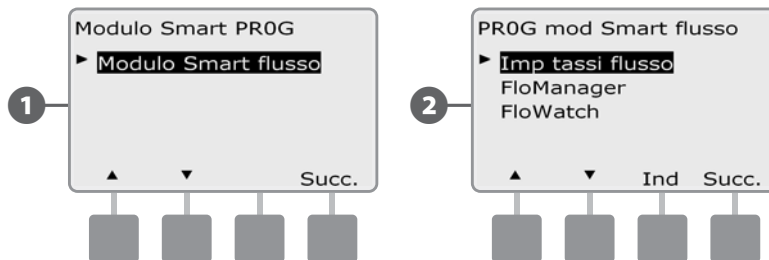 1
Modulo Smart PR0G
► Modulo Smart flusso
▲ ▼ Succ.
2
PR0G mod Smart flusso
► Imp tassi flusso
FloManager
FloWatch
▲ ▼ Ind Succ.